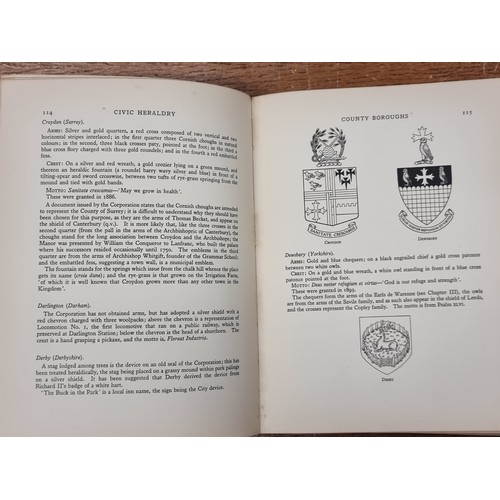 114 CIVIC HERALDRY
Croydon (Surrey).
ARMS: Silver and gold quarters, a red cross composed of two vertical and two
horizontal stripes interlaced; in the first quarter three Cornish choughs in natural
colours; in the second, three black crosses paty, pointed at the foot; in the third a
blue cross flory charged with five gold roundels; and in the fourth a red embattled
fess.
CREST: On a silver and red wreath, a gold crozier lying on a green mound, and
thereon an heraldic fountain (a roundel barry wavy silver and blue) in front of a
tilting-spear and sword crosswise, between two tufts of rye-grass springing from the
mound and tied with gold bands.
MOTTO: Sanitate crescamus—'May we grow in health'.
These were granted in 1886.
A document issued by the Corporation states that the Cornish choughs are intended
to represent the County of Surrey; it is difficult to understand why they should have
been chosen for this purpose, as they are the arms of Thomas Becket, and appear in the
shield of Canterbury (q.v.). It is more likely that, like the three crosses in the
second quarter (from the pall in the arms of the Archbishopric of Canterbury), the
choughs stand for the long association between Croydon and the Archbishops. The
Manor was presented by William the Conqueror to Lanfranc, who built the palace
where his successors resided occasionally until 1750. The emblems in the third
quarter are from the arms of Archbishop Whitgift, founder of the Grammar School;
and the embattled fess, suggesting a town wall, is a municipal emblem.
The fountain stands for the springs which issue from the chalk hill whence the place
gets its name (craie date); and the rye-grass is that grown on the Irrigation Farm,
'of which it is well known that Croydon grows more than any other town in the
Kingdom'.
Darlington (Durham).
The Corporation has not obtained arms, but has adopted a silver shield with a
red chevron charged with three woolpacks; above the chevron is a representation of
Locomotion No. 1, the first locomotive that ran on a public railway, which is
preserved at Darlington Station; below the chevron is the head of a shorthorn. The
crest is a hand grasping a pickaxe, and the motto is, Floreat Industria.
Derby (Derbyshire).
A stag lodged among trees is the device on an old seal of the Corporation; this has
been treated heraldically, the stag being placed on a grassy mound within park palings
on a silver shield. It has been suggested that Derby derived the device from
Richard II's badge of a white hart.
'The Buck in the Park' is a local inn name, the sign being the City device.
COUNTY BOROUGHS 115
CROYDON
DEWSBURY
Dewsbury (Yorkshire).
ARMS: Gold and blue chequers; on a black engrailed chief a gold cross patonce
between two white owls.
CREST: On a gold and blue wreath, a white owl standing in front of a blue cross
patonce pointed in the foot.
MOTTO: Deus noster refugium et virtus—'God is our refuge and strength'.
These were granted in 1893.
The chequers are from the arms of the Earls de Warenne (see Chapter III), the owls
are from the arms of the Savile family, and as such also appear in the shield of Leeds,
and the crosses represent the Copley family. The motto is from Psalm xlvi.
DERBY